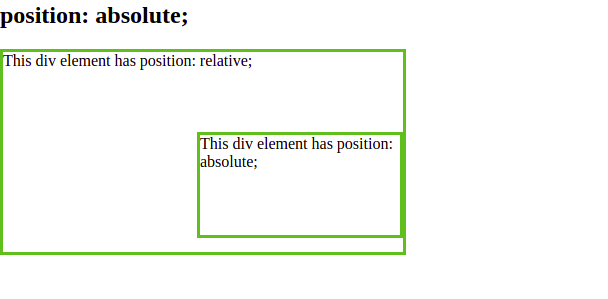 position: absolute;
This div element has position: relative;
This div element has position:
absolute;